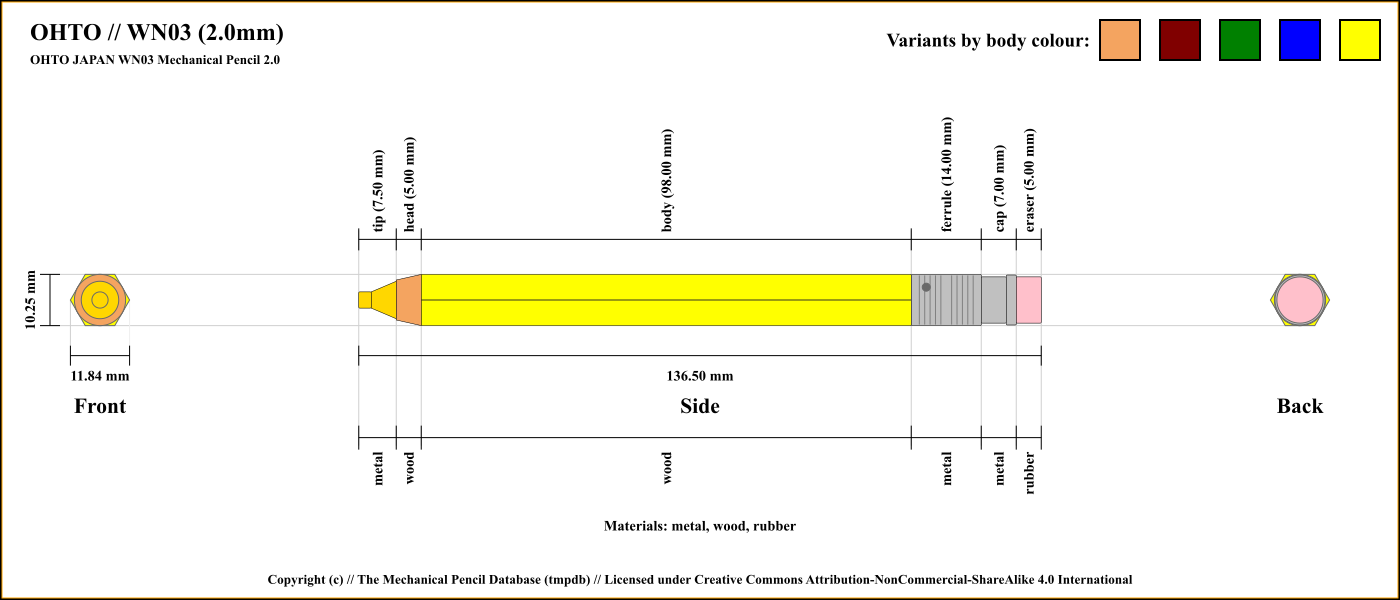 OHTO // WN03 (2.0mm)
OHTO JAPAN WN03 Mechanical Pencil 2.0
Variants by body colour:
tip (7.50 mm)
head (5.00 mm)
body (98.00 mm)
ferrule (14.00 mm)
cap (7.00 mm)
eraser (5.00 mm)
10.25 mm
11.84 mm
136.50 mm
Front
Side
Back
metal
wood
wood
metal
metal
rubber
Materials: metal, wood, rubber
Copyright (c) // The Mechanical Pencil Database (tmpdb) // Licensed under Creative Commons Attribution-NonCommercial-ShareAlike 4.0 International